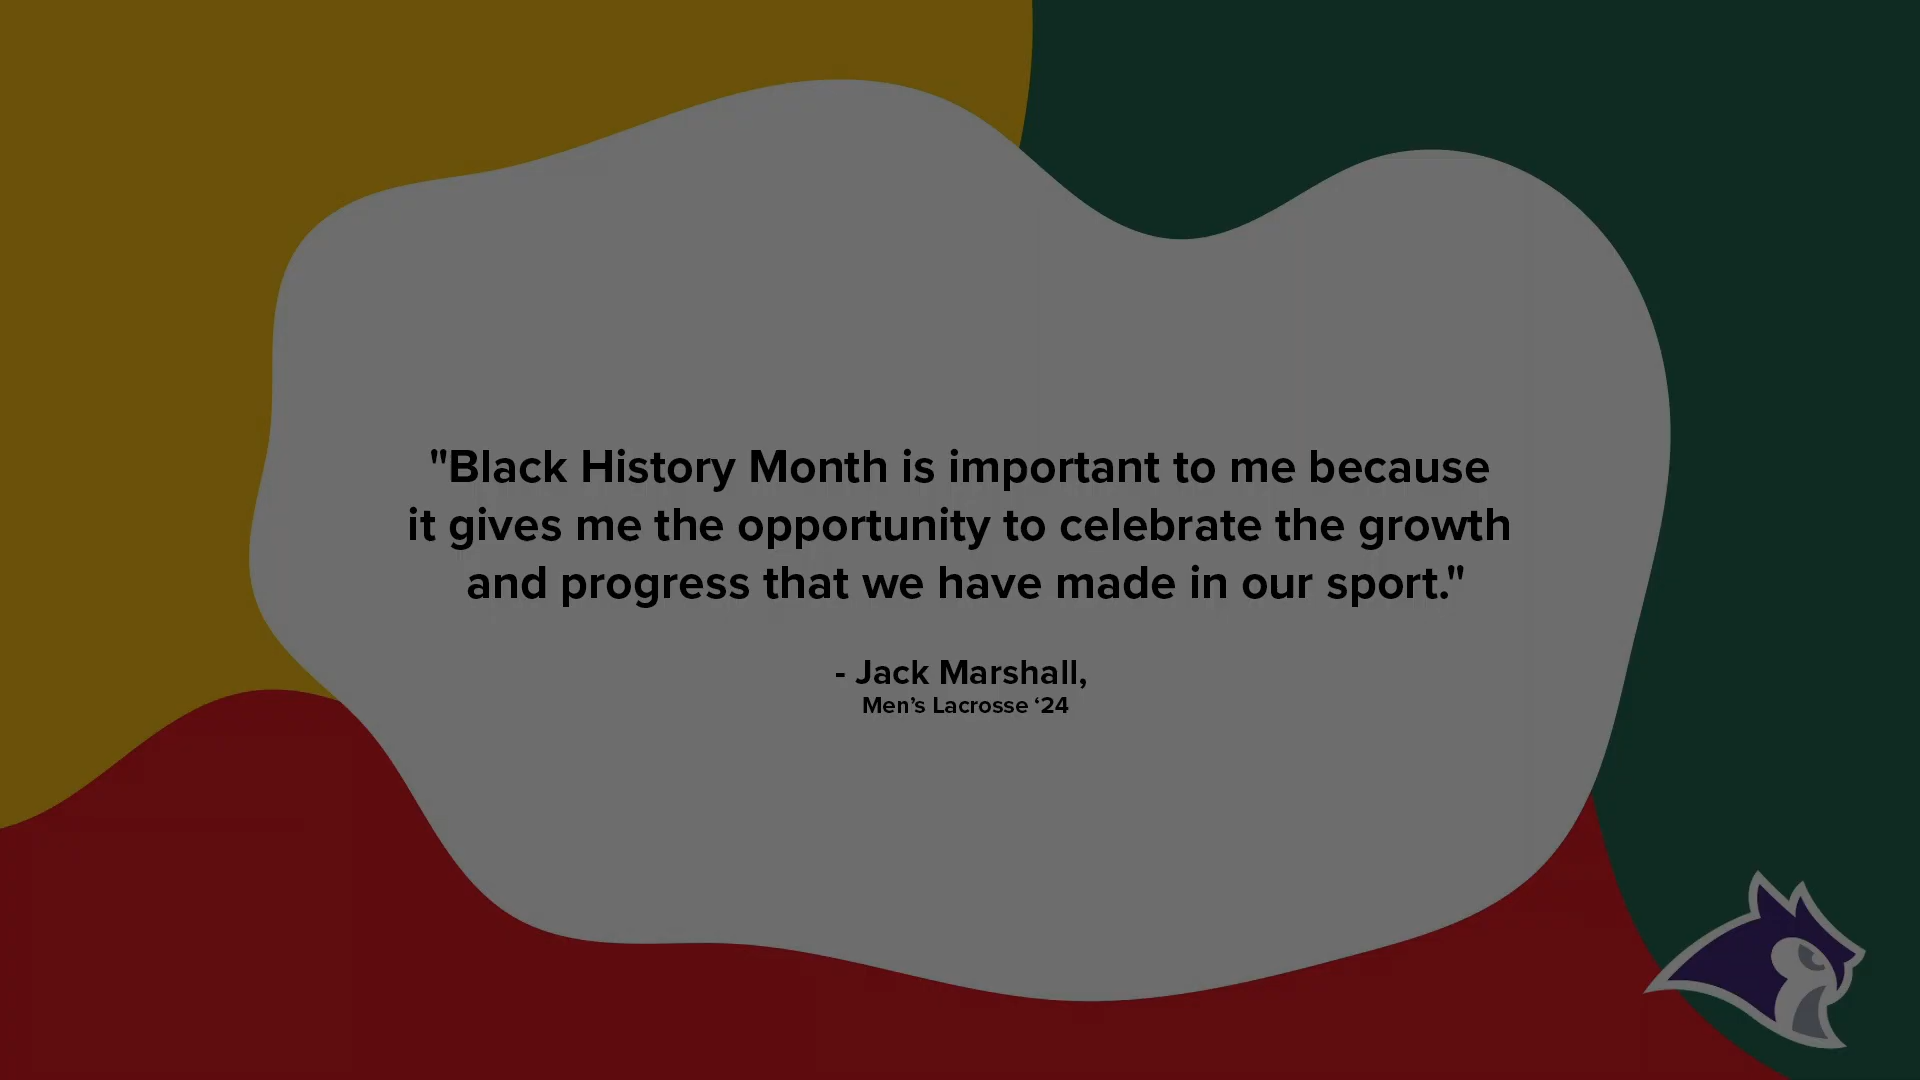 "Black History Month is important to me because
it gives me the opportunity to celebrate the growth
and progress that we have made in our sport."
- Jack Marshall,
Men’s Lacrosse ‘24